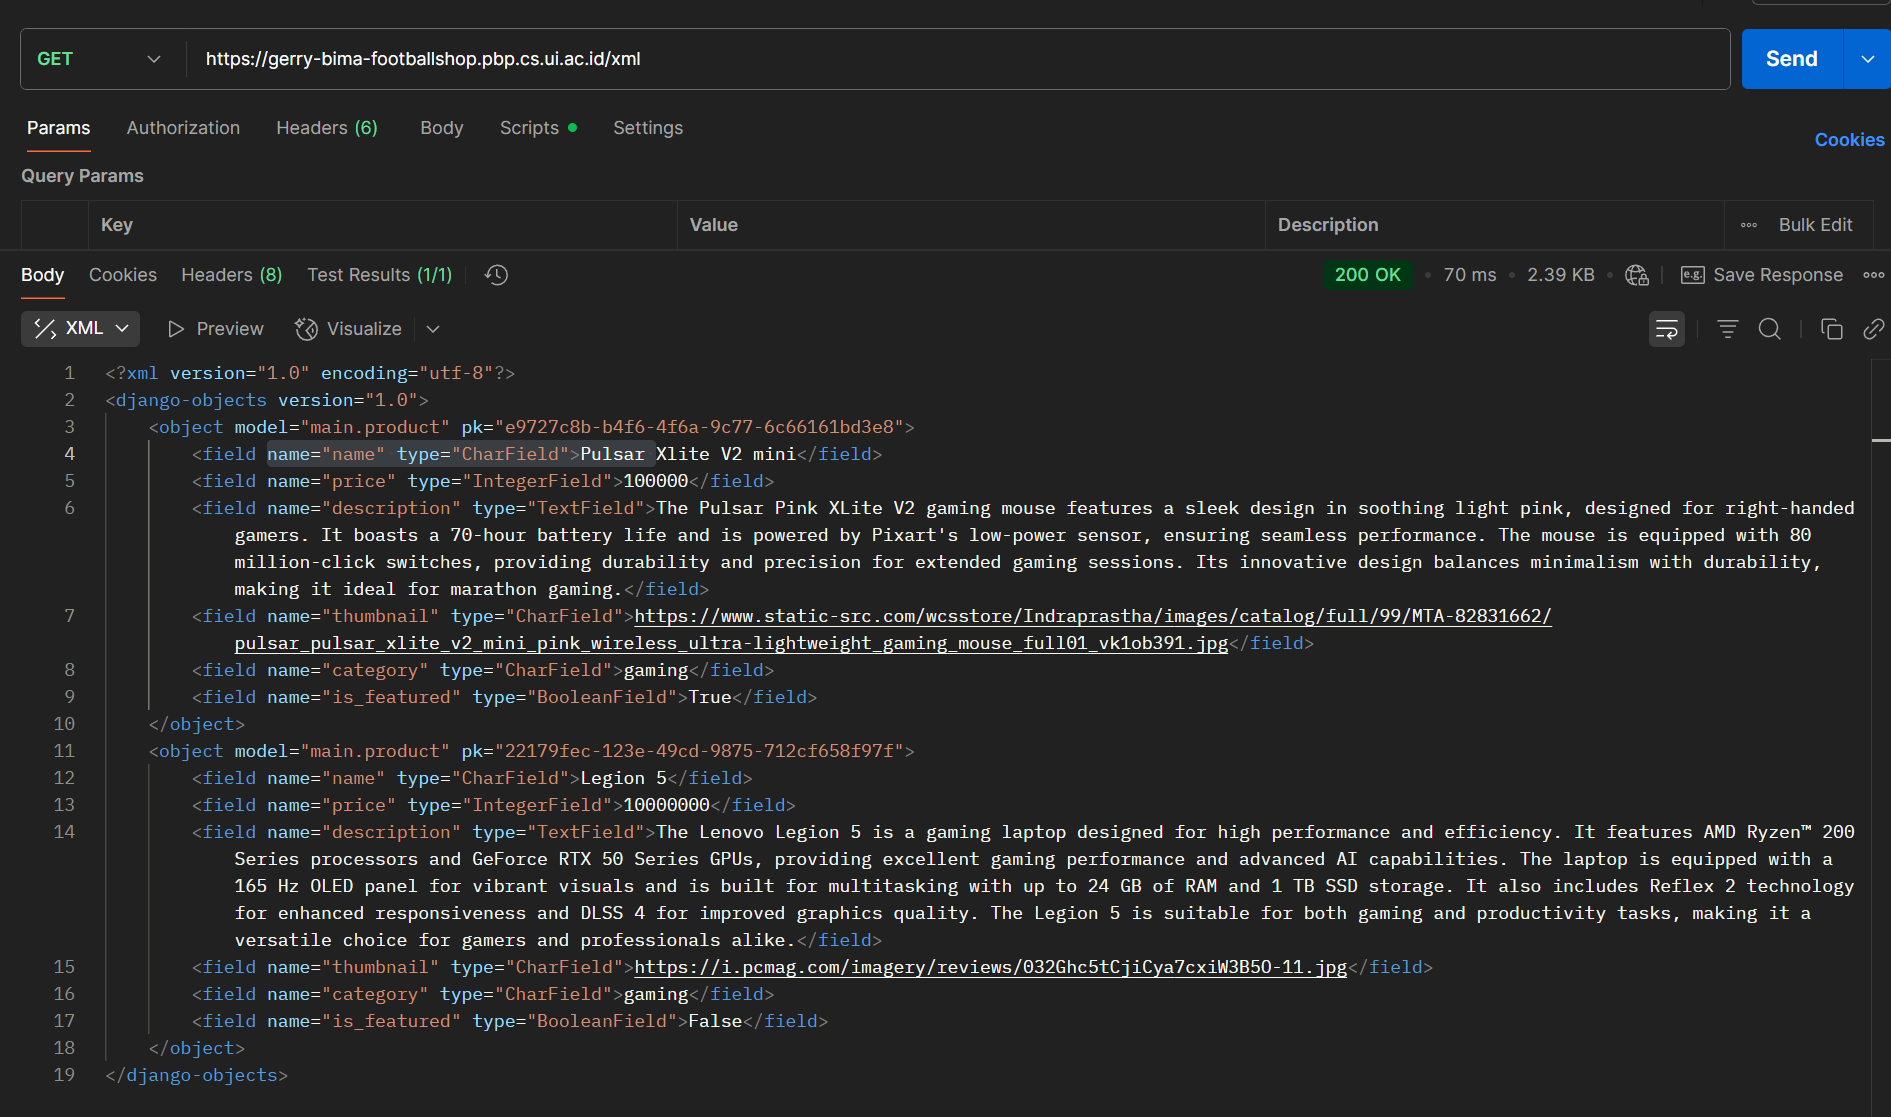 GET https://gerry-bima-footballshop.pbp.cs.ui.ac.id/xml Send
Params Authorization Headers (6) Body Scripts Settings Cookies
Query Params
Key Value Description Bulk Edit
Body Cookies Headers (8) Test Results (1/1) 200 OK • 70 ms • 2.39 KB • e.g. Save Response
XML Preview Visualize
1 <?xml version="1.0" encoding="utf-8"?>
2 <django-objects version="1.0">
3 <object model="main.product" pk="e9727c8b-b4f6-4f6a-9c77-6c66161bd3e8">
4 <field name="name" type="CharField">Pulsar Xlite V2 mini</field>
5 <field name="price" type="IntegerField">100000</field>
6 <field name="description" type="TextField">The Pulsar Pink XLite V2 gaming mouse features a sleek design in soothing light pink, designed for right-handed
gamers. It boasts a 70-hour battery life and is powered by Pixart's low-power sensor, ensuring seamless performance. The mouse is equipped with 80
million-click switches, providing durability and precision for extended gaming sessions. Its innovative design balances minimalism with durability,
making it ideal for marathon gaming.</field>
7 <field name="thumbnail" type="CharField">https://www.static-src.com/wcsstore/Indraprastha/images/catalog/full/99/MTA-82831662/
pulsar_pulsar_xlite_v2_mini_pink_wireless_ultra-lightweight_gaming_mouse_full01_vk1ob391.jpg</field>
8 <field name="category" type="CharField">gaming</field>
9 <field name="is_featured" type="BooleanField">True</field>
10 </object>
11 <object model="main.product" pk="22179fec-123e-49cd-9875-712cf658f97f">
12 <field name="name" type="CharField">Legion 5</field>
13 <field name="price" type="IntegerField">10000000</field>
14 <field name="description" type="TextField">The Lenovo Legion 5 is a gaming laptop designed for high performance and efficiency. It features AMD Ryzen™ 200
Series processors and GeForce RTX 50 Series GPUs, providing excellent gaming performance and advanced AI capabilities. The laptop is equipped with a
165 Hz OLED panel for vibrant visuals and is built for multitasking with up to 24 GB of RAM and 1 TB SSD storage. It also includes Reflex 2 technology
for enhanced responsiveness and DLSS 4 for improved graphics quality. The Legion 5 is suitable for both gaming and productivity tasks, making it a
versatile choice for gamers and professionals alike.</field>
15 <field name="thumbnail" type="CharField">https://i.pcmag.com/imagery/reviews/032Ghc5tCjiCya7cxiW3B5O-11.jpg</field>
16 <field name="category" type="CharField">gaming</field>
17 <field name="is_featured" type="BooleanField">False</field>
18 </object>
19 </django-objects>